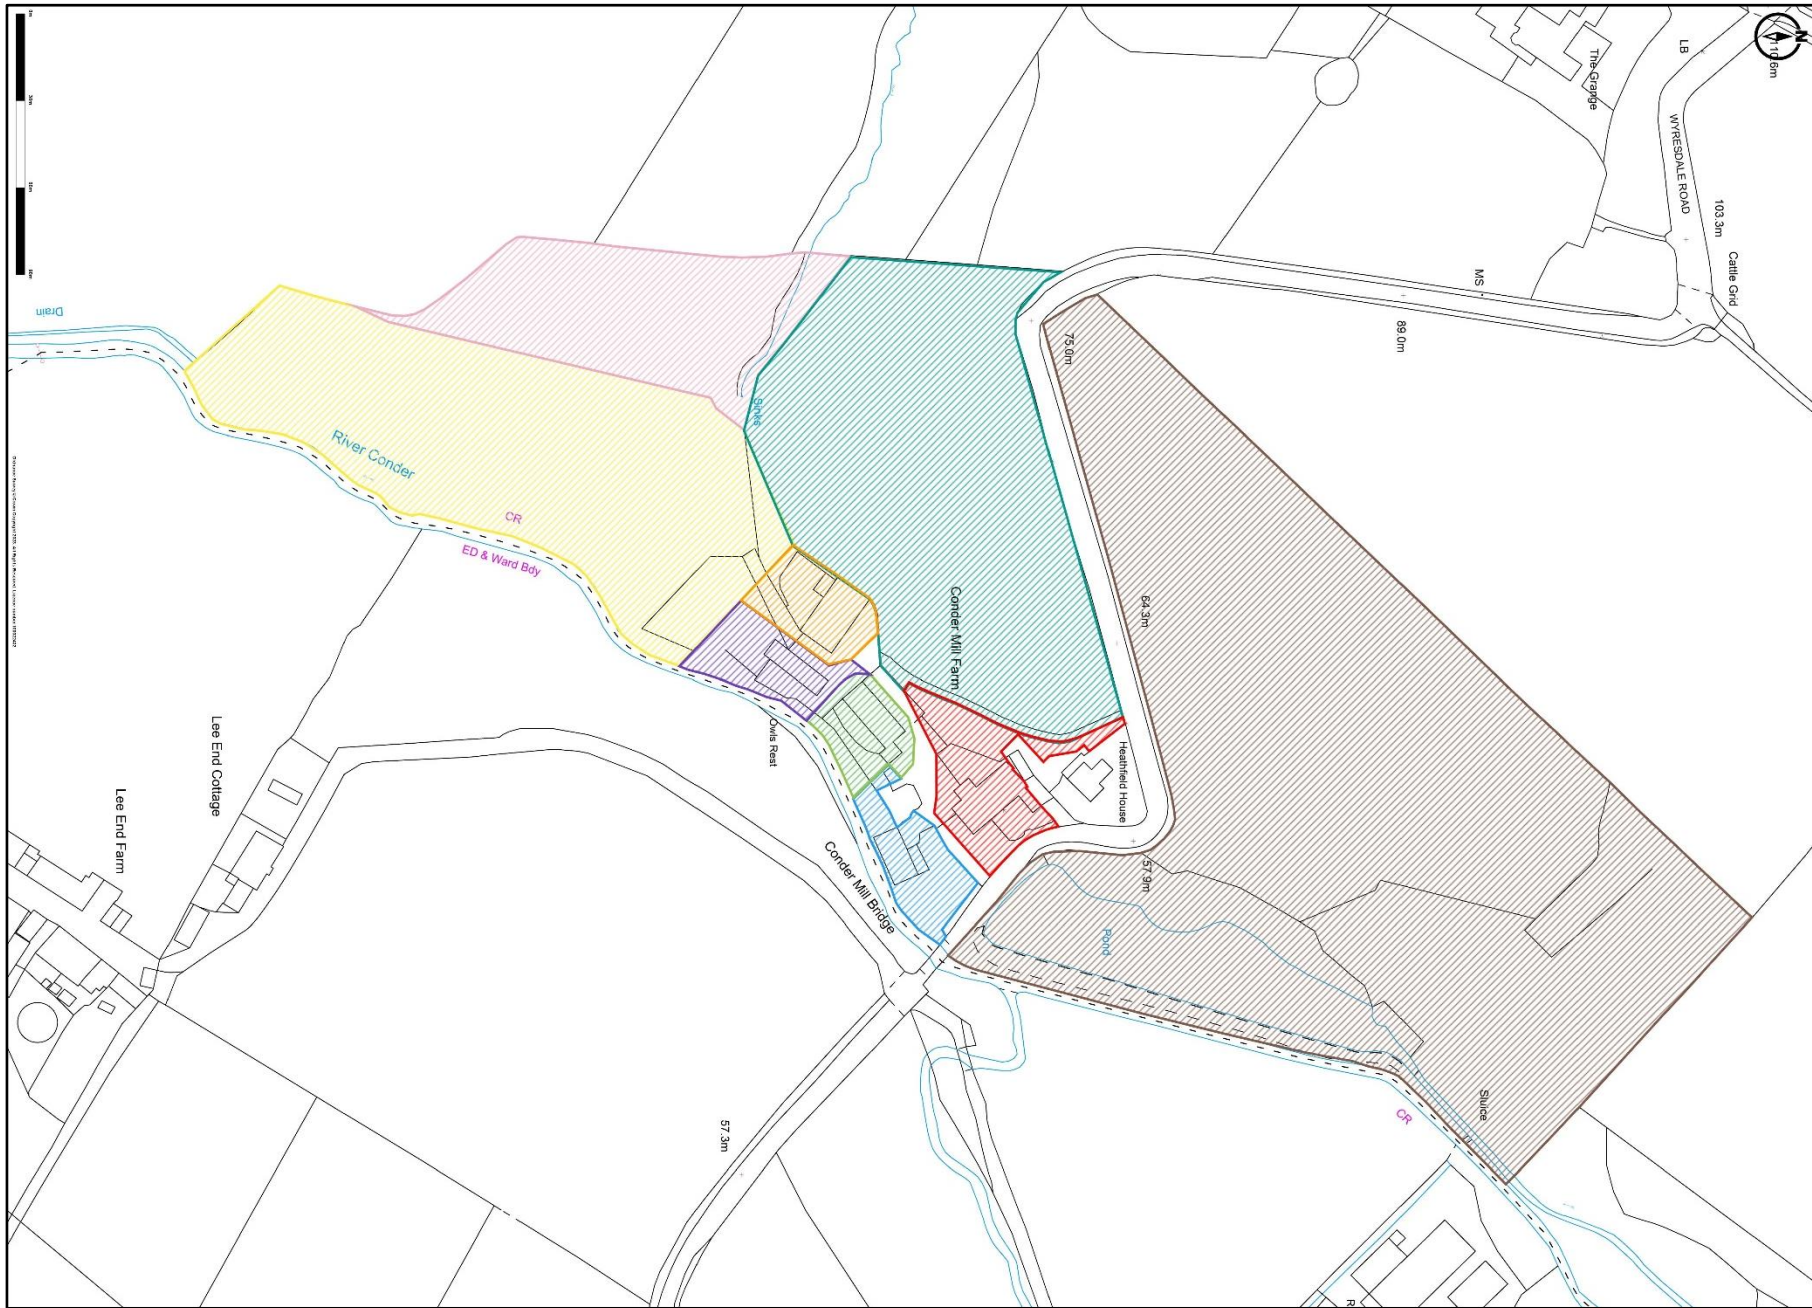 N
110.6m
LB
The Grange
WYRESDALE ROAD
103.3m
Cattle Grid
MS
89.0m
75.0m
Drain
Sinks
River Conder
CR
ED & Ward Bdy
Conder Mill Farm
64.3m
Owls Rest
Heathfield House
Lee End Cottage
Lee End Farm
Conder Mill Bridge
57.9m
Pond
Sluice
CR
57.3m
R